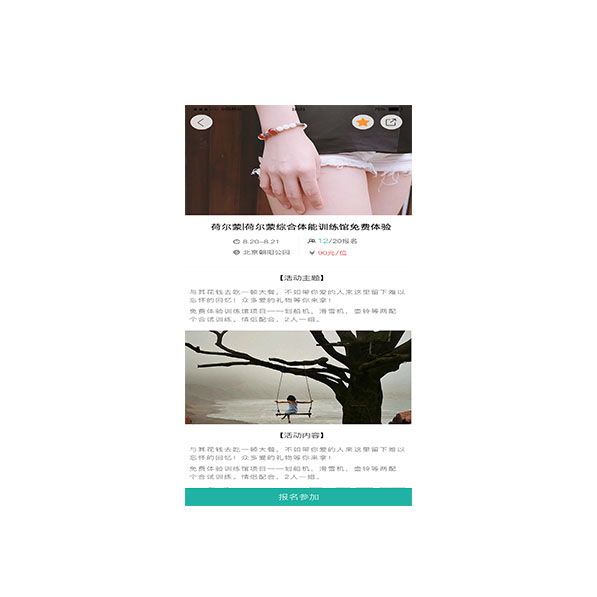 荷尔蒙|荷尔蒙综合体能训练馆免费体验
8.20-8.21
12/20报名
北京朝阳公园
90元/位
【活动主题】
与其花钱去吃一顿大餐，不如带你爱的人来这里留下难以
忘怀的回忆！众多爱的礼物等你来拿！
免费体验训练馆项目——划船机，滑雪机，壶铃等两配
个合试训练。情侣配合，2人一组。
【活动内容】
与其花钱去吃一顿大餐，不如带你爱的人来这里留下难以
忘怀的回忆！众多爱的礼物等你来拿！
免费体验训练馆项目——划船机，滑雪机，壶铃等两配
个合试训练。情侣配合，2人一组。
报名参加